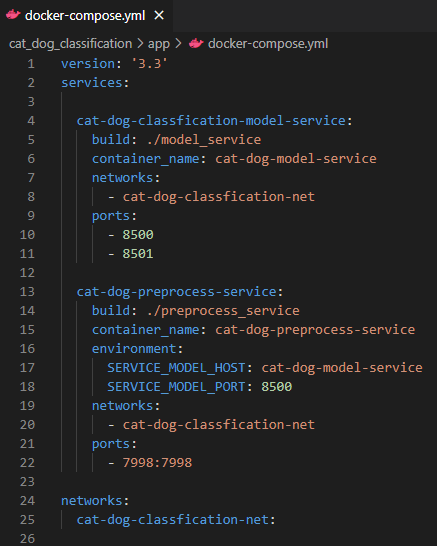 docker-compose.yml ×
cat_dog_classification > app > docker-compose.yml
1 version: '3.3'
2 services:
3
4   cat-dog-classfication-model-service:
5     build: ./model_service
6     container_name: cat-dog-model-service
7     networks:
8       - cat-dog-classfication-net
9     ports:
10       - 8500
11       - 8501
12
13   cat-dog-preprocess-service:
14     build: ./preprocess_service
15     container_name: cat-dog-preprocess-service
16     environment:
17       SERVICE_MODEL_HOST: cat-dog-model-service
18       SERVICE_MODEL_PORT: 8500
19     networks:
20       - cat-dog-classfication-net
21     ports:
22       - 7998:7998
23
24 networks:
25   cat-dog-classfication-net:
26